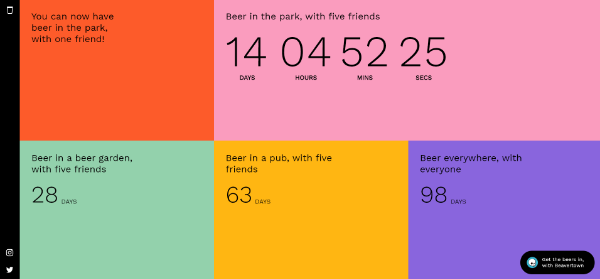 You can now have
beer in the park,
with one friend!
Beer in the park, with five friends
14 04 52 25
DAYS HOURS MINS SECS
Beer in a beer garden,
with five friends
28 DAYS
Beer in a pub, with five
friends
63 DAYS
Beer everywhere, with
everyone
98 DAYS
Get the beers in,
with Beavertown